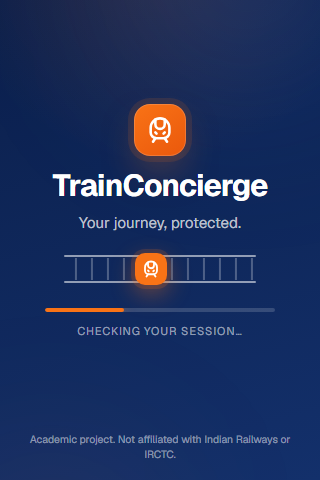 TrainConcierge
Your journey, protected.
CHECKING YOUR SESSION…
Academic project. Not affiliated with Indian Railways or
IRCTC.